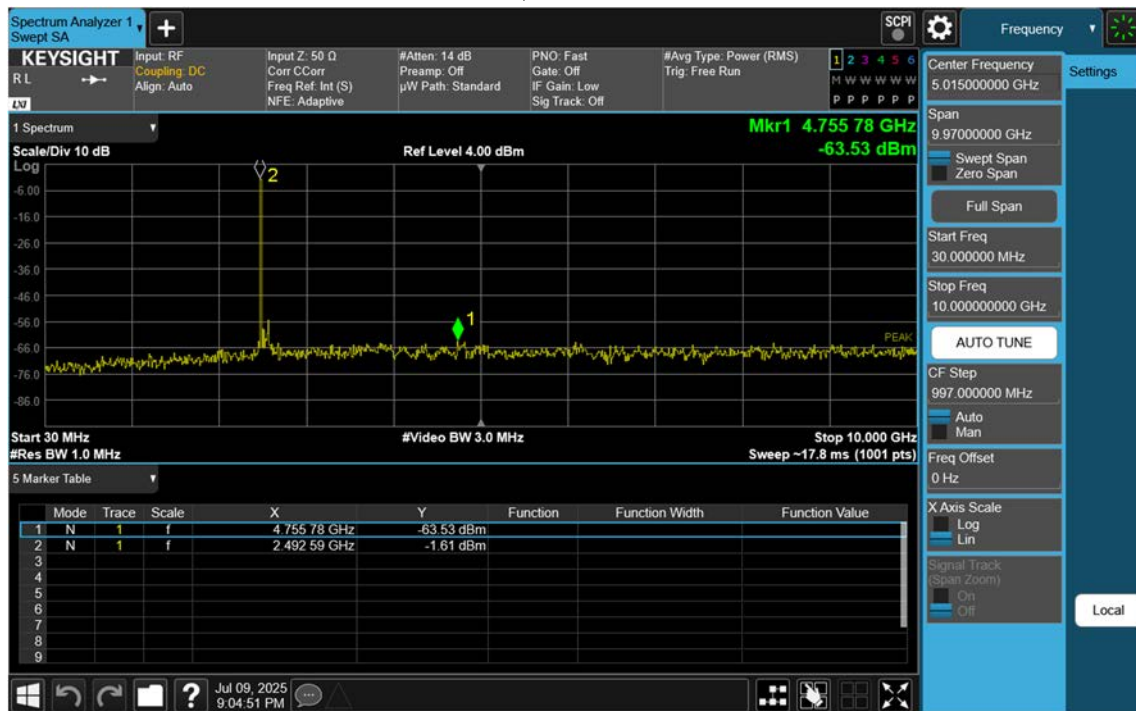 Spectrum Analyzer 1
Swept SA
SCPI
Frequency
KEYSIGHT
RL
LXI
Input: RF
Coupling: DC
Align: Auto
Input Z: 50 Ω
Corr CCorr
Freq Ref: Int (S)
NFE: Adaptive
#Atten: 14 dB
Preamp: Off
µW Path: Standard
PNO: Fast
Gate: Off
IF Gain: Low
Sig Track: Off
#Avg Type: Power (RMS)
Trig: Free Run
1 2 3 4 5 6
M W W W W W
P P P P P P
1 Spectrum
Scale/Div 10 dB
Ref Level 4.00 dBm
Mkr1 4.755 78 GHz
-63.53 dBm
Log
-6.00
-16.0
-26.0
-36.0
-46.0
-56.0
-66.0
-76.0
-86.0
2
1
PEAK
Start 30 MHz
#Res BW 1.0 MHz
#Video BW 3.0 MHz
Stop 10.000 GHz
Sweep ~17.8 ms (1001 pts)
5 Marker Table
Mode Trace Scale X Y Function Function Width Function Value
1 N 1 f 4.755 78 GHz -63.53 dBm
2 N 1 f 2.492 59 GHz -1.61 dBm
3
4
5
6
7
8
9
Jul 09, 2025
9:04:51 PM
Center Frequency
5.015000000 GHz
Settings
Span
9.97000000 GHz
Swept Span
Zero Span
Full Span
Start Freq
30.000000 MHz
Stop Freq
10.000000000 GHz
AUTO TUNE
CF Step
997.000000 MHz
Auto
Man
Freq Offset
0 Hz
X Axis Scale
Log
Lin
Signal Track
(Span Zoom)
On
Off
Local